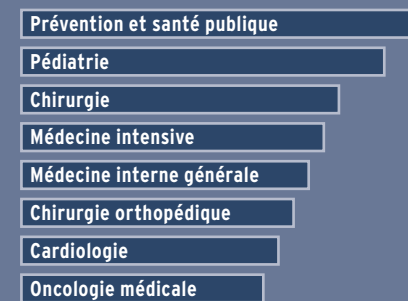 Prévention et santé publique
Pédiatrie
Chirurgie
Médecine intensive
Médecine interne générale
Chirurgie orthopédique
Cardiologie
Oncologie médicale